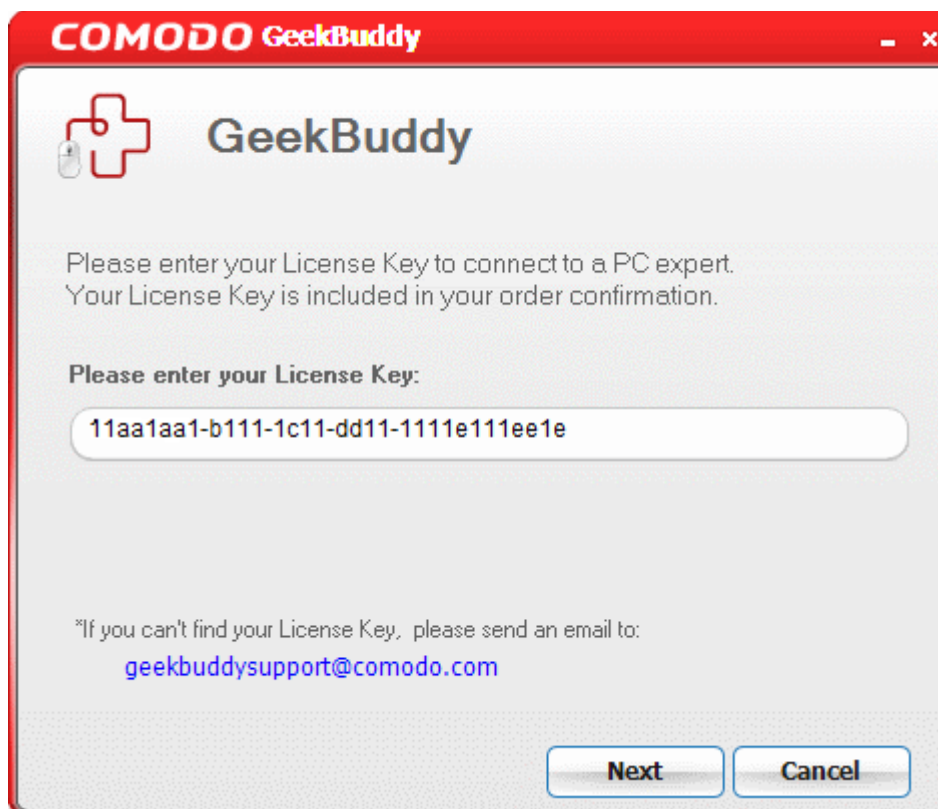 COMODO GeekBuddy
GeekBuddy
Please enter your License Key to connect to a PC expert.
Your License Key is included in your order confirmation.
Please enter your License Key:
11aa1aa1-b111-1c11-dd11-1111e111ee1e
*If you can't find your License Key, please send an email to:
geekbuddysupport@comodo.com
Next Cancel